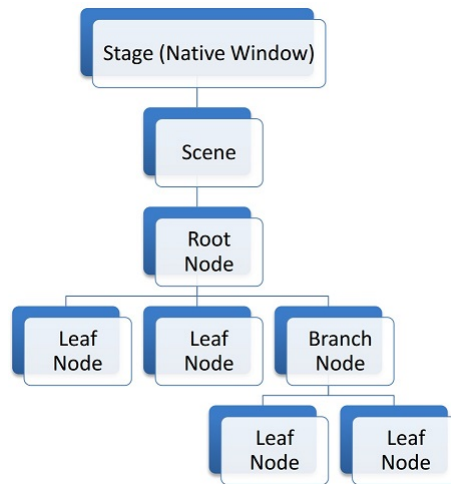 Stage (Native Window)
Scene
Root
Node
Leaf
Node
Leaf
Node
Branch
Node
Leaf
Node
Leaf
Node